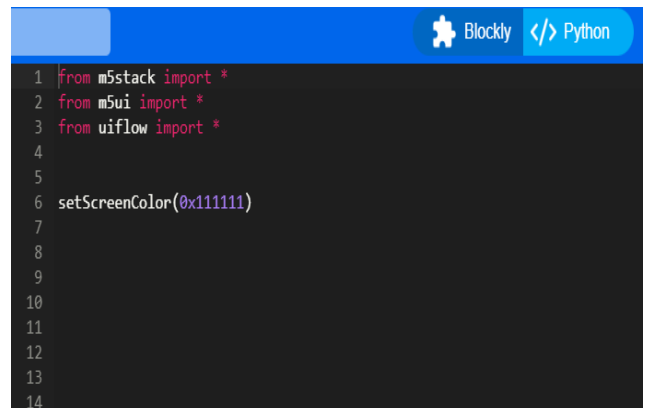 Blockly </> Python
1 from m5stack import *
2 from m5ui import *
3 from uiflow import *
4
5
6 setScreenColor(0x111111)
7
8
9
10
11
12
13
14